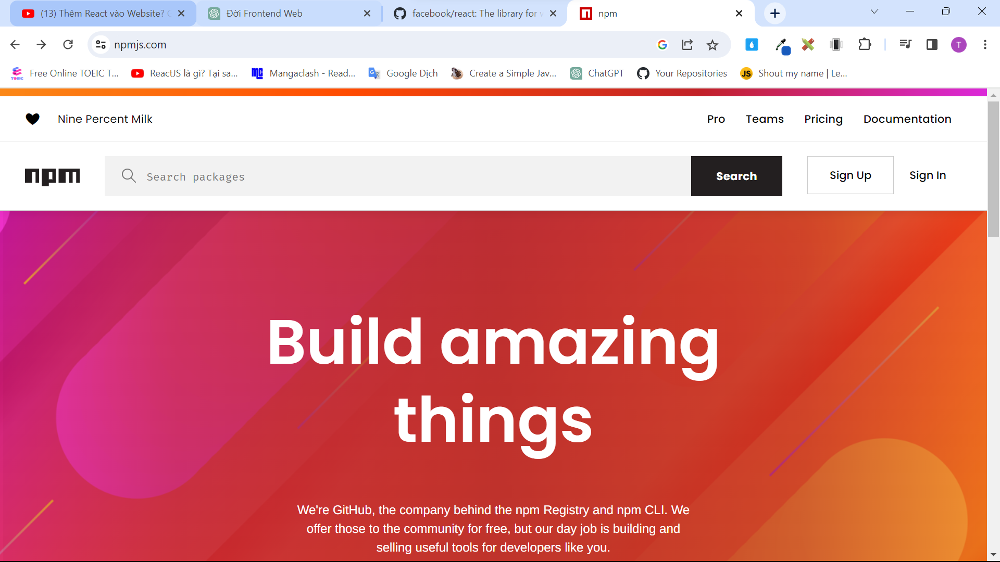 (13) Thêm React vào Website?
Đời Frontend Web
facebook/react: The library for
npm
npmjs.com
T
Free Online TOEIC T...
ReactJS là gì? Tại sa...
Mangaclash - Read...
Google Dịch
Create a Simple Jav...
ChatGPT
Your Repositories
JS
Shout my name | Le...
Nine Percent Milk
Pro
Teams
Pricing
Documentation
npm
Search packages
Search
Sign Up
Sign In
Build amazing
things
We're GitHub, the company behind the npm Registry and npm CLI. We
offer those to the community for free, but our day job is building and
selling useful tools for developers like you.